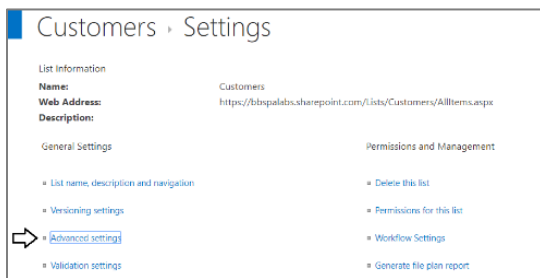 Customers › Settings
List Information
Name: Customers
Web Address: https://bbspalabs.sharepoint.com/Lists/Customers/AllItems.aspx
Description:
General Settings Permissions and Management
List name, description and navigation Delete this list
Versioning settings Permissions for this list
Advanced settings Workflow Settings
Validation settings Generate file plan report